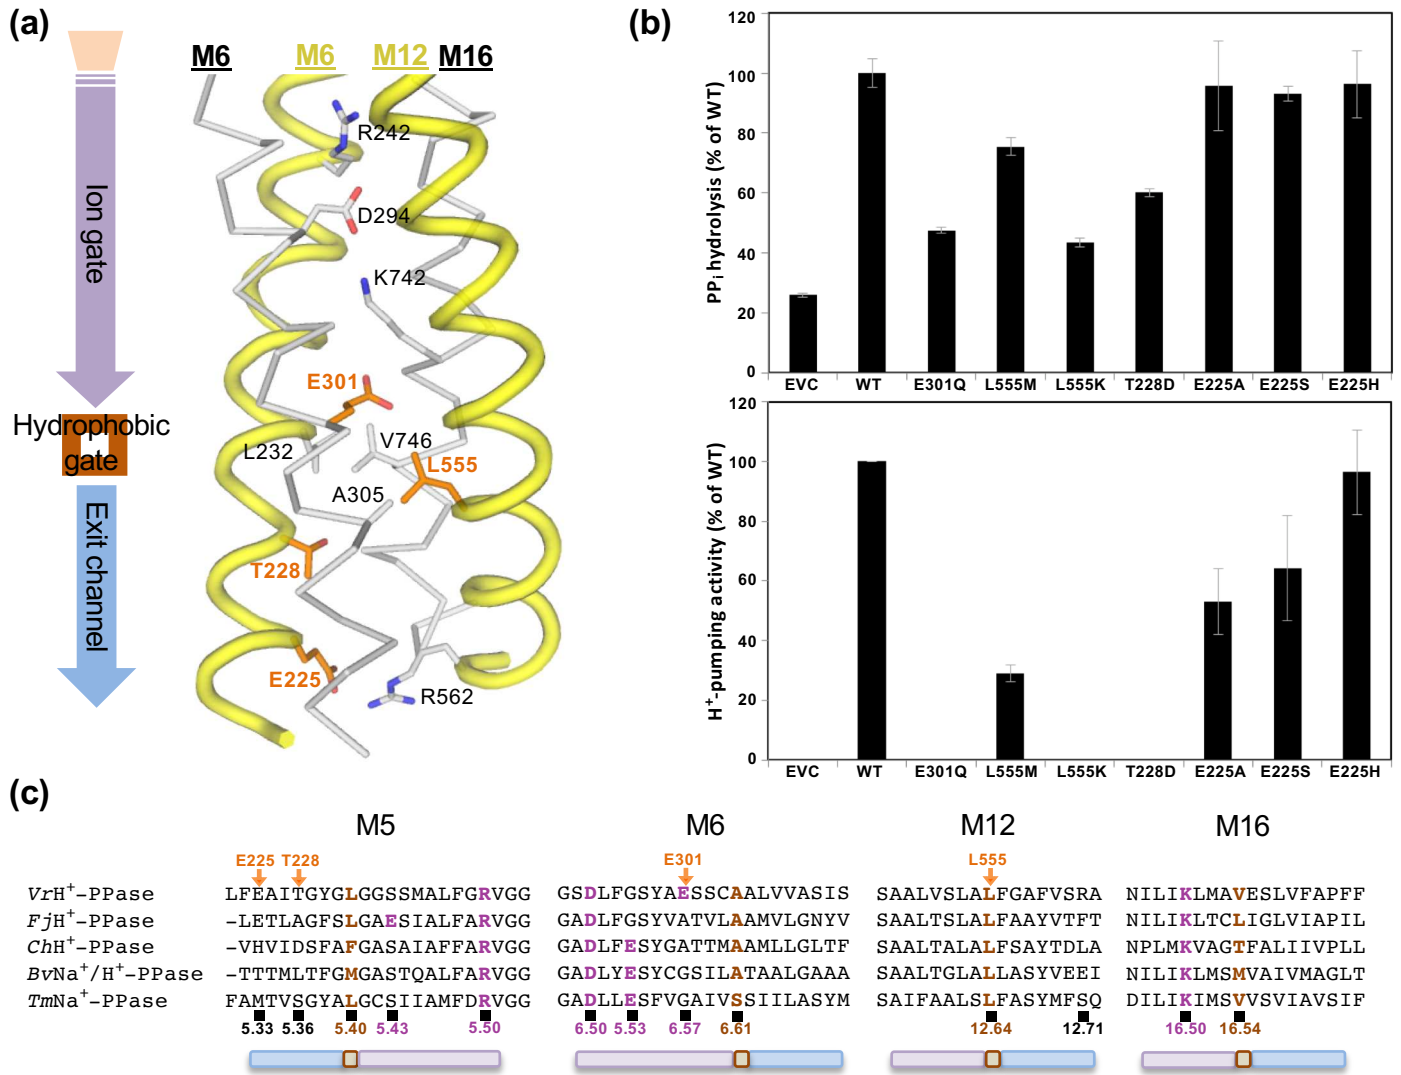 (a)
M6 M6 M12 M16
R242
D294
K742
E301
L232
V746
L555
A305
T228
E225
R562
Ion gate
Hydrophobic
gate
Exit channel
(b)
PPi hydrolysis (% of WT)
120
100
80
60
40
20
0
EVC WT E301Q L555M L555K T228D E225A E225S E225H
H+-pumping activity (% of WT)
120
100
80
60
40
20
0
EVC WT E301Q L555M L555K T228D E225A E225S E225H
(c)
M5 M6 M12 M16
E225 T228 E301 L555
VrH+-PPase LFEAITGYGLGGSSMALFGRVGG GSDLFGSYAESSCAALVVASIS SAALVSLALFGAFVSRA NILIKLMAVESLVFAPFF
FjH+-PPase -LETLAGFSLGAESIALFARVGG GADLFGSYVATVLAAMVLGNYV SAALTSLALFAAYVTFT NILIKLTCLIGLVIAPIL
ChH+-PPase -VHVIDSFAFGASAIAFFARVGG GADLFESYGATTMAAMLLGLTF SAALTALALFSAYTDLA NPLMKVAGTFALIIVPLL
BvNa+/H+-PPase -TTTMLTFGMGASTQALFARVGG GADLYESYCGSILATAALGAAA SAALTGLALLASYVEEI NILIKLMSMVAIVMAGLT
TmNa+-PPase FAMTVSGYALGCSIIAMFDRVGG GADLLESFVGAIVSSIILASYM SAIFAALSLFASYMFSQ DILIKIMSVVSVIAVSIF
5.33 5.36 5.40 5.43 5.50 6.50 5.53 6.57 6.61 12.64 12.71 16.50 16.54